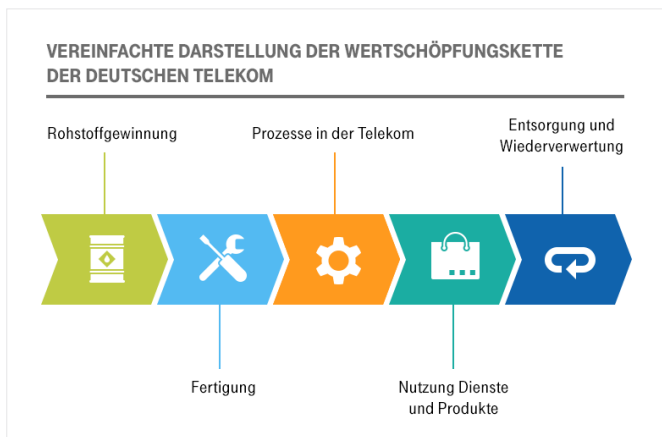 VEREINFACHTE DARSTELLUNG DER WERTSCHÖPFUNGSKETTE
DER DEUTSCHEN TELEKOM
Rohstoffgewinnung
Prozesse in der Telekom
Entsorgung und
Wiederverwertung
Fertigung
Nutzung Dienste
und Produkte